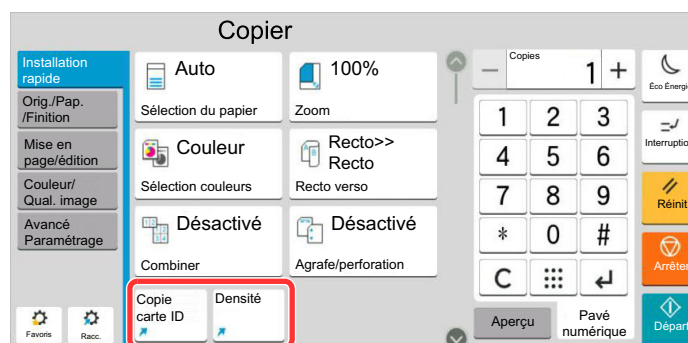 Copier
Installation
rapide
Orig./Pap.
/Finition
Mise en
page/édition
Couleur/
Qual. image
Avancé
Paramétrage
Favoris
Racc.
Auto
Sélection du papier
100%
Zoom
Couleur
Sélection couleurs
Recto>>
Recto
Recto verso
Désactivé
Combiner
Désactivé
Agrafe/perforation
Copie
carte ID
Densité
Copies
− 1 +
1 2 3
4 5 6
7 8 9
* 0 #
C
Aperçu
Pavé
numérique
Éco Énergi
Interruptio
Réinit
Arrêter
Départ